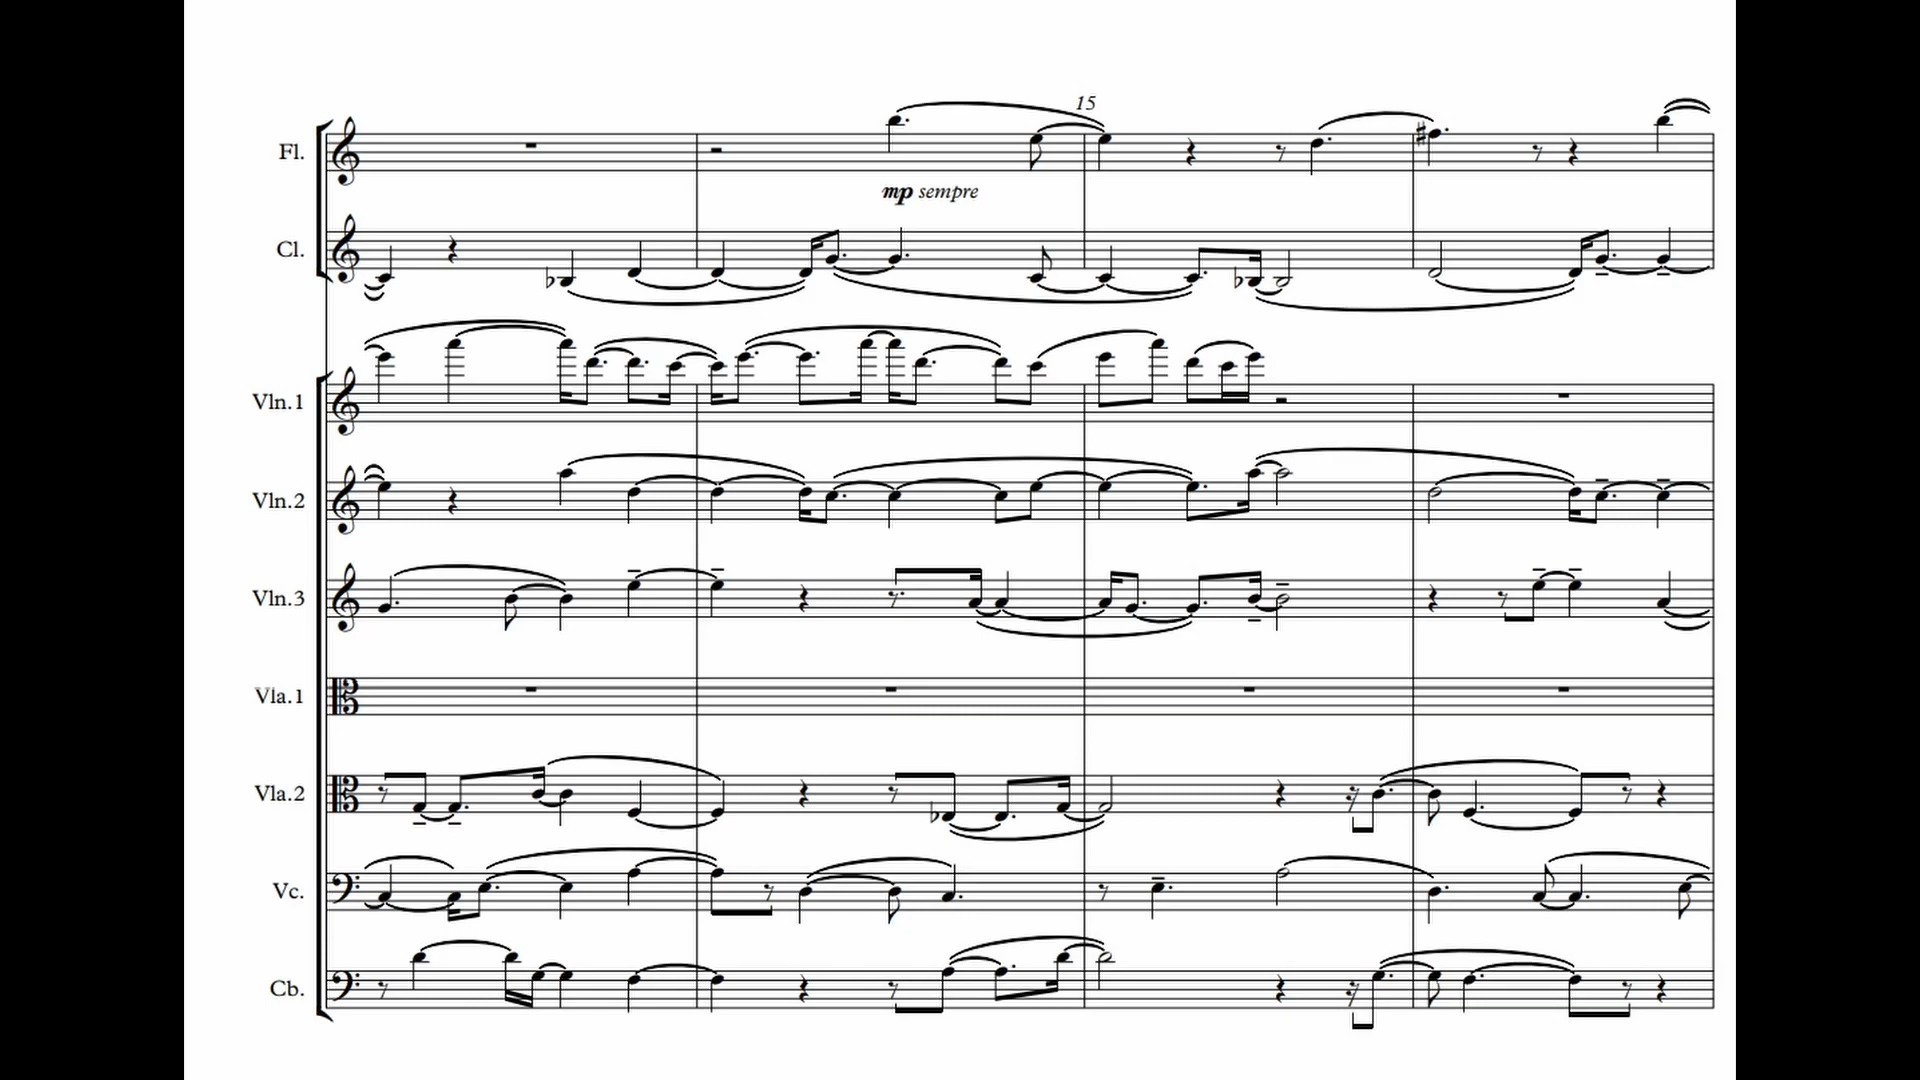 15
Fl.
mp sempre
Cl.
Vln.1
Vln.2
Vln.3
Vla.1
Vla.2
Vc.
Cb.